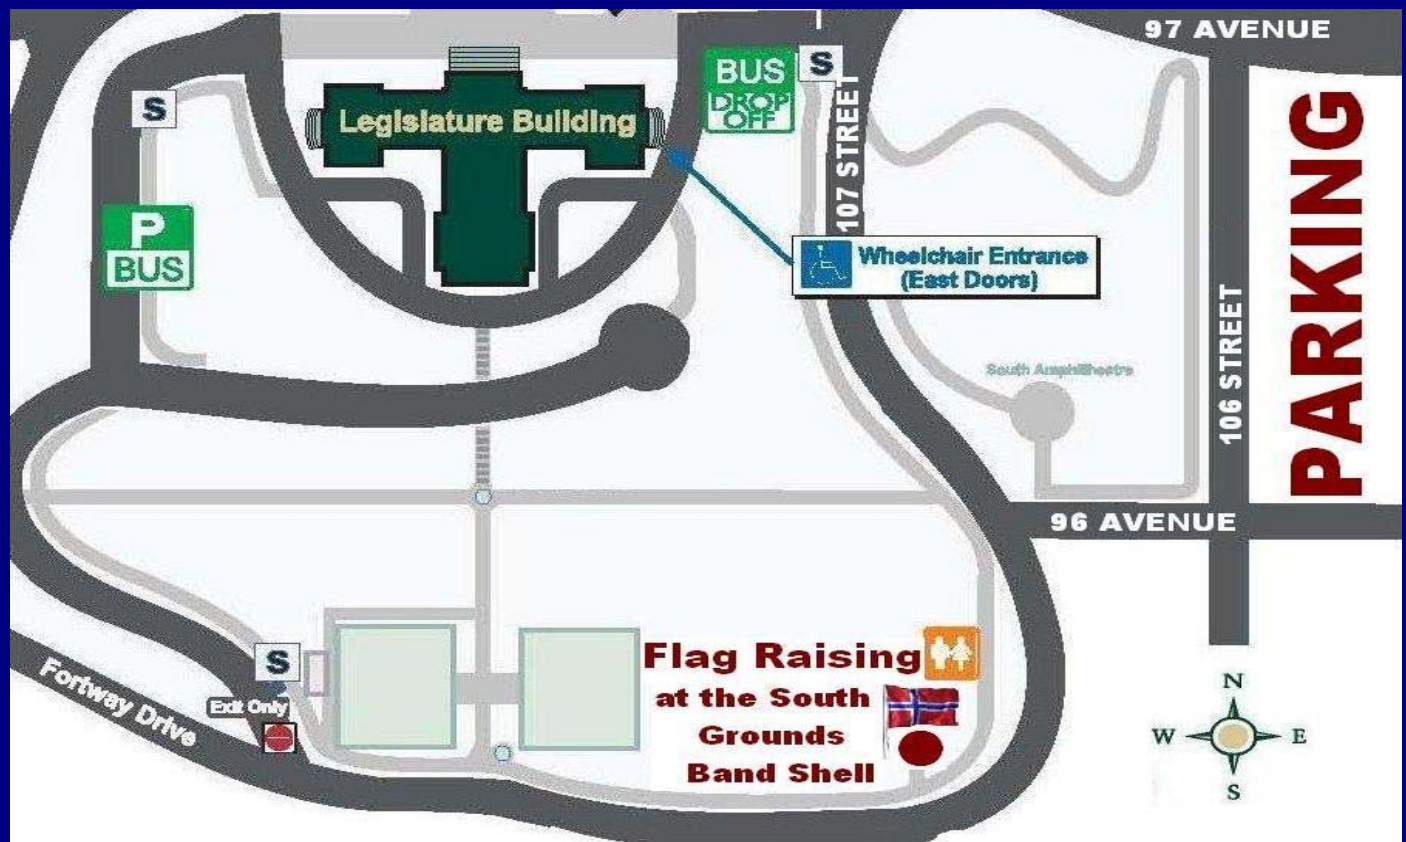 97 AVENUE
S
BUS
DROP
OFF
S
Legislature Building
107 STREET
PARKING
P
BUS
Wheelchair Entrance
(East Doors)
106 STREET
South Amphitheatre
96 AVENUE
Flag Raising
at the South
Grounds
Band Shell
S
Exit Only
Fortway Drive
N
W E
S